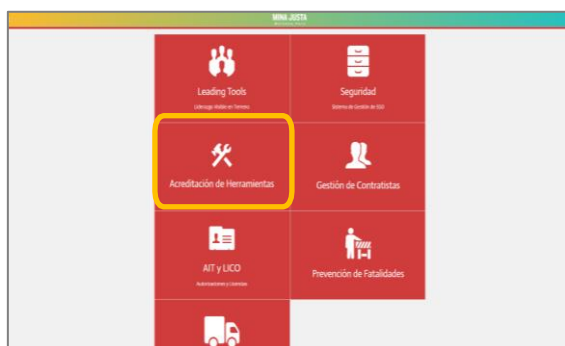 MINA JUSTA
Leading Tools
Seguridad
Liderazgo Visible en Terreno
Sistema de Gestión de SSO
Acreditación de Herramientas
Gestión de Contratistas
AIT y LICO
Prevención de Fatalidades
Autorizaciones y Licencias